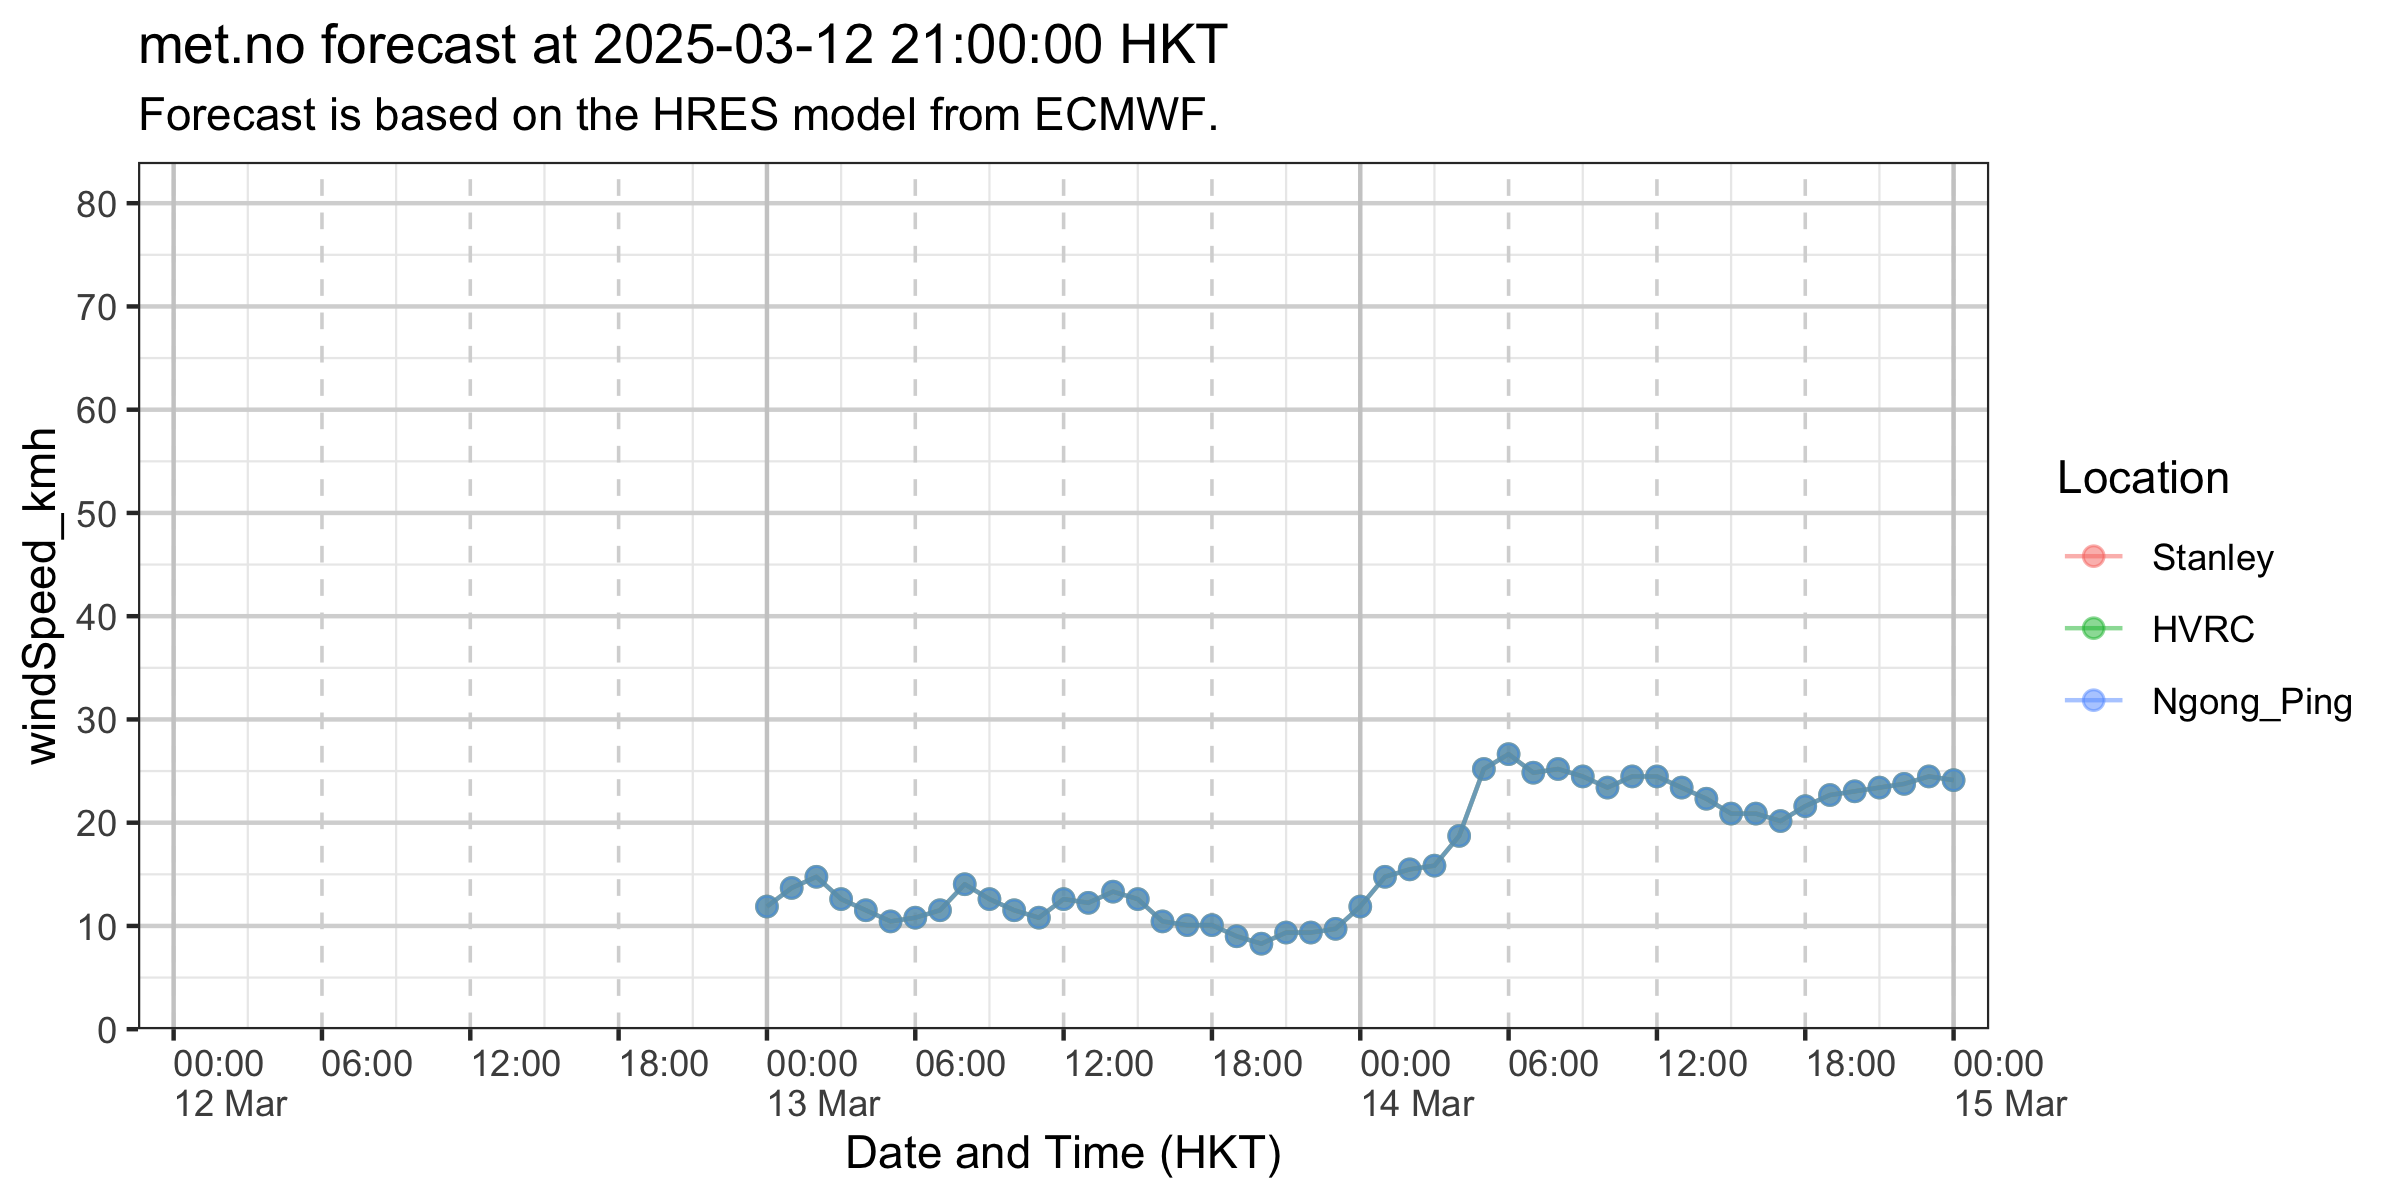 met.no forecast at 2025-03-12 21:00:00 HKT
Forecast is based on the HRES model from ECMWF.
windSpeed_kmh
80
70
60
50
40
30
20
10
0
00:00 06:00 12:00 18:00 00:00 06:00 12:00 18:00 00:00 06:00 12:00 18:00 00:00
12 Mar 13 Mar 14 Mar 15 Mar
Date and Time (HKT)
Location
Stanley
HVRC
Ngong_Ping